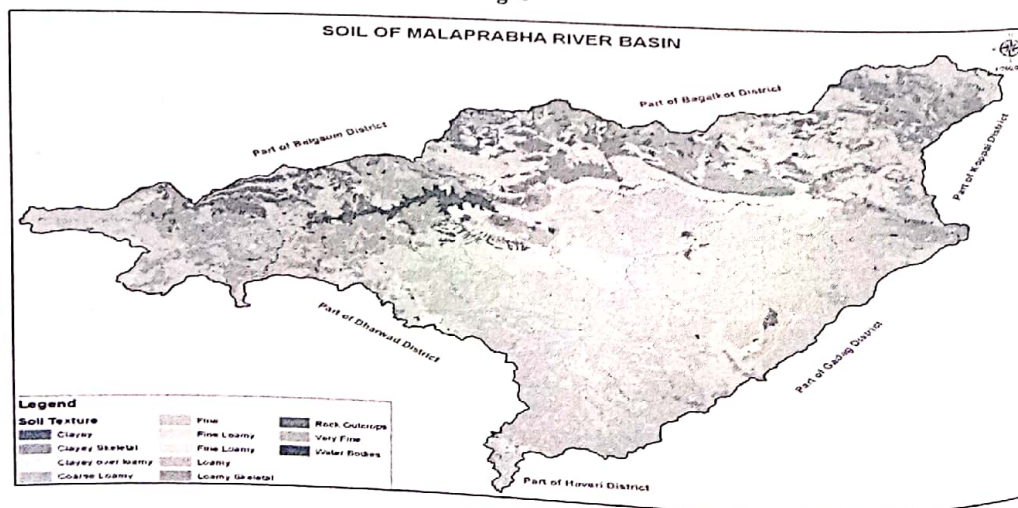 SOIL OF MALAPRABHA RIVER BASIN
Part of Belgaum District
Part of Bagalkot District
Part of Koppal District
Part of Dharwad District
Part of Gadag District
Part of Haveri District
Legend
Soil Texture
Clayey
Clayey Skeletal
Clayey over loamy
Coarse Loamy
Fine
Fine Loamy
Fine Loamy
Loamy
Loamy Skeletal
Rock Outcrops
Very Fine
Water Bodies